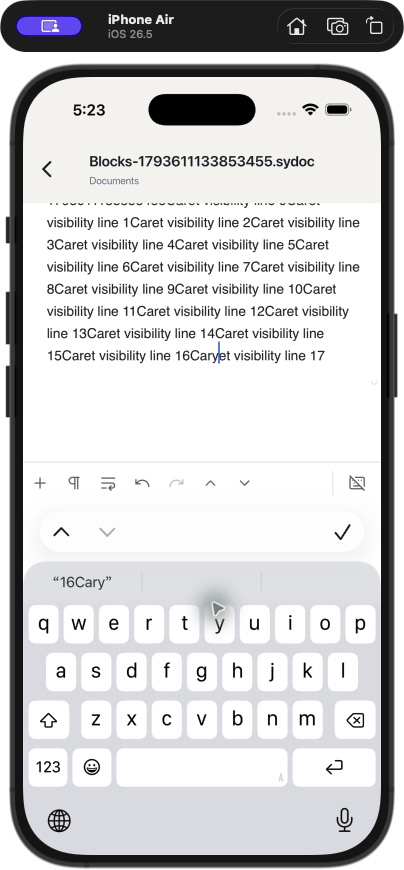 iPhone Air
iOS 26.5
5:23
Blocks-1793611133853455.sydoc
Documents
visibility line 1Caret visibility line 2Caret visibility line
3Caret visibility line 4Caret visibility line 5Caret
visibility line 6Caret visibility line 7Caret visibility line
8Caret visibility line 9Caret visibility line 10Caret
visibility line 11Caret visibility line 12Caret visibility
line 13Caret visibility line 14Caret visibility line
15Caret visibility line 16Caryet visibility line 17
“16Cary”
q w e r t y u i o p
a s d f g h j k l
z x c v b n m
123
A